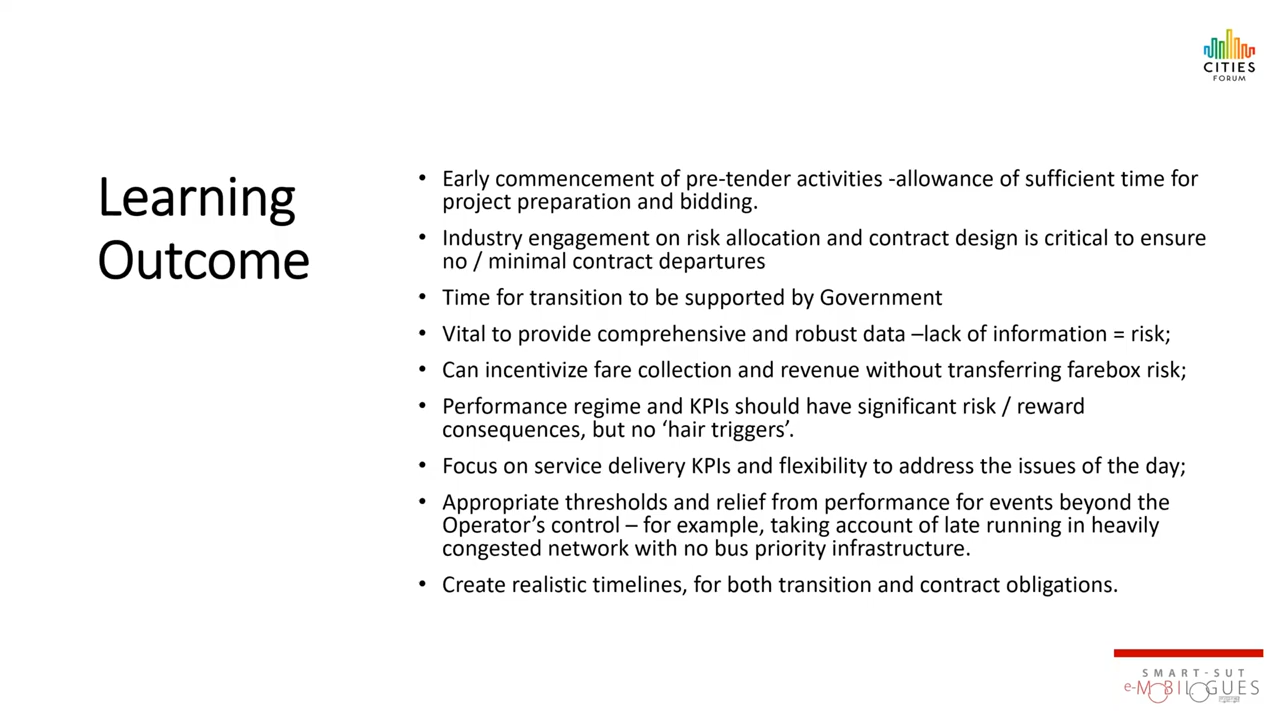 CITIES
FORUM
Learning
Outcome
• Early commencement of pre-tender activities -allowance of sufficient time for
project preparation and bidding.
• Industry engagement on risk allocation and contract design is critical to ensure
no / minimal contract departures
• Time for transition to be supported by Government
• Vital to provide comprehensive and robust data –lack of information = risk;
• Can incentivize fare collection and revenue without transferring farebox risk;
• Performance regime and KPIs should have significant risk / reward
consequences, but no ‘hair triggers’.
• Focus on service delivery KPIs and flexibility to address the issues of the day;
• Appropriate thresholds and relief from performance for events beyond the
Operator’s control – for example, taking account of late running in heavily
congested network with no bus priority infrastructure.
• Create realistic timelines, for both transition and contract obligations.
SMART-SUT
e-MOBILOGUES